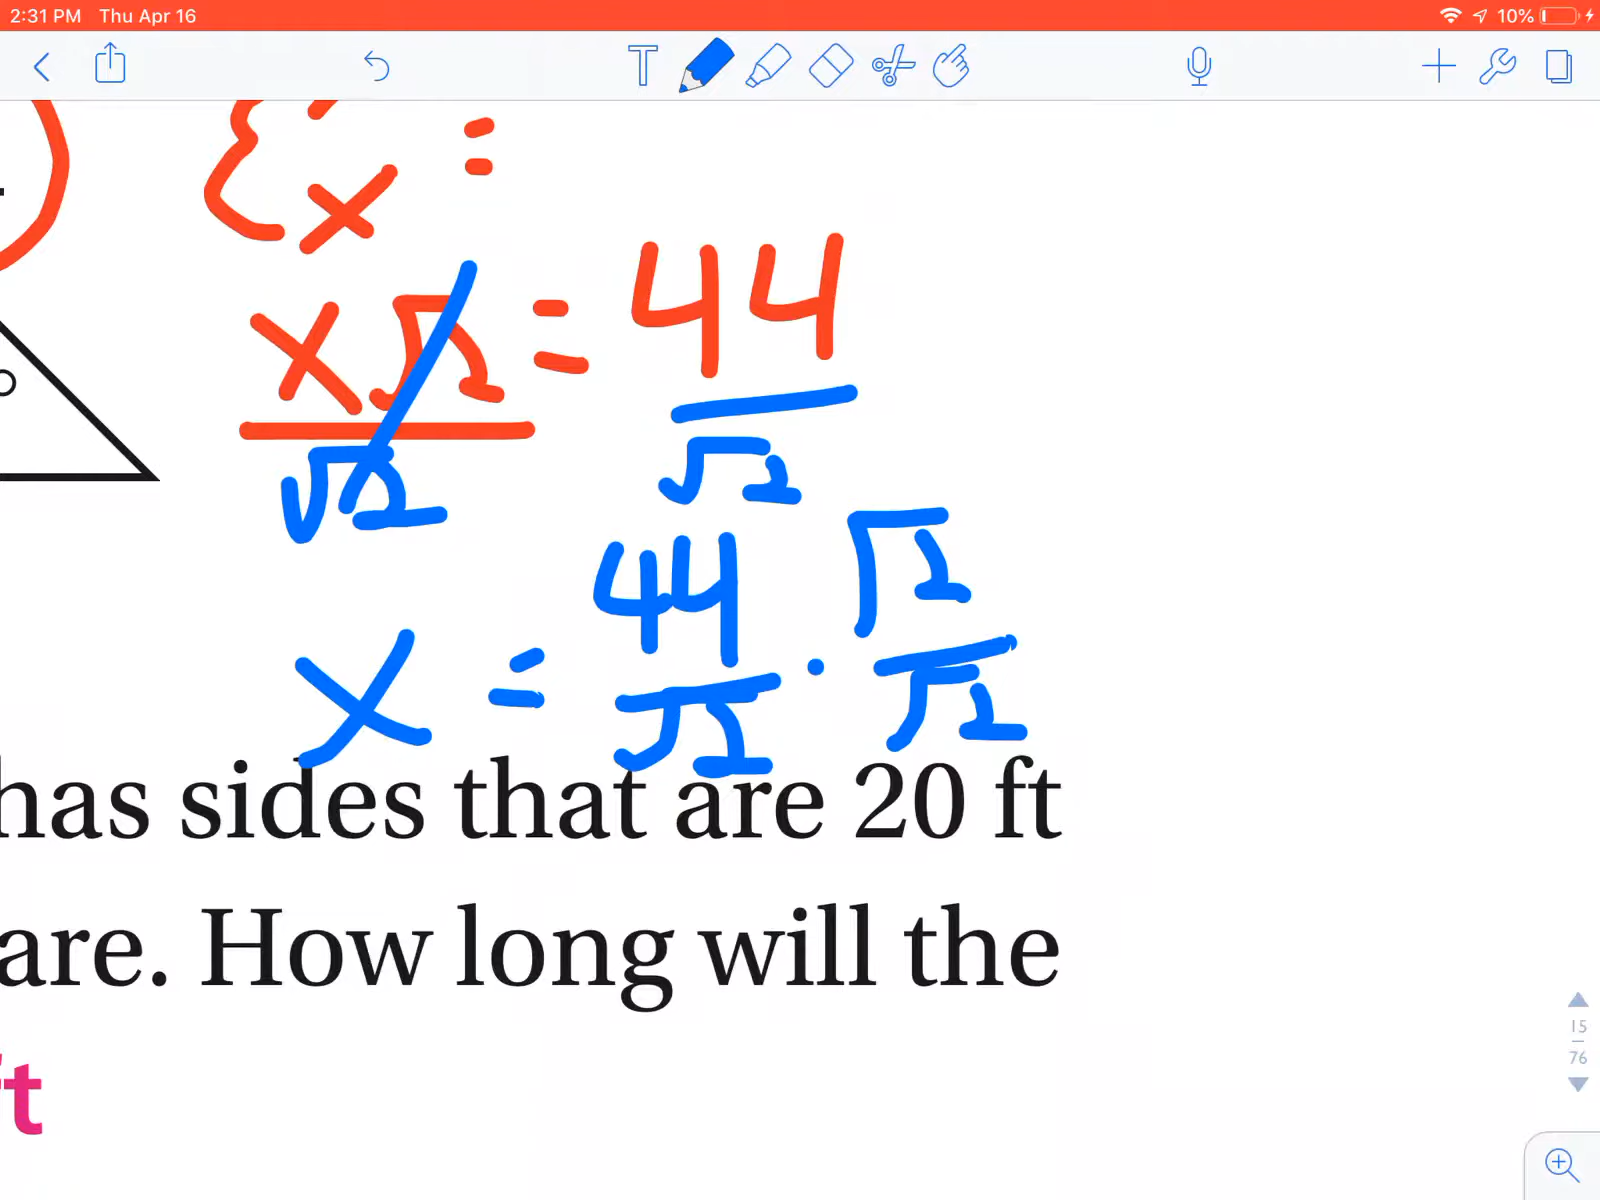 2:31 PM Thu Apr 16 10%
T
=
x
x√2 = 44
√2 √2
x = 44 · √2
√2 √2
has sides that are 20 ft
are. How long will the
ft
15
76